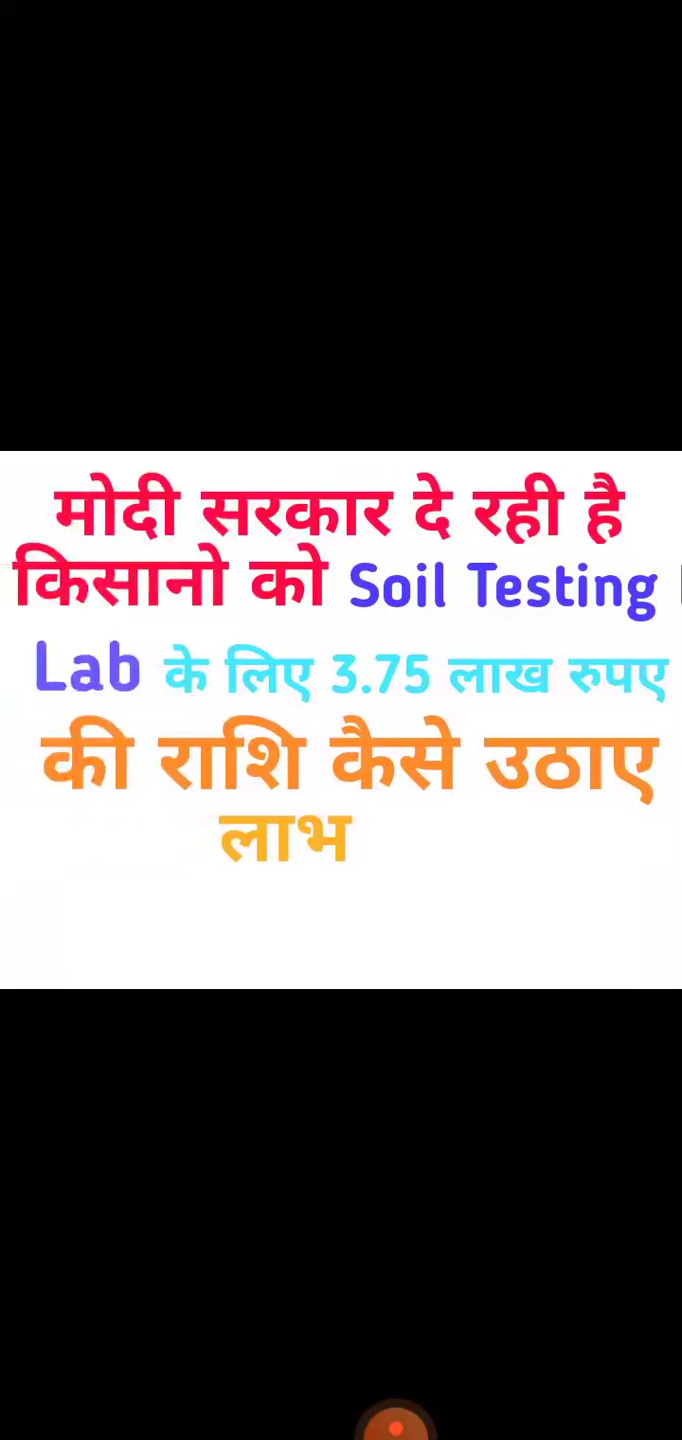 मोदी सरकार दे रही है
किसानो को Soil Testing
Lab के लिए 3.75 लाख रुपए
की राशि कैसे उठाए
लाभ